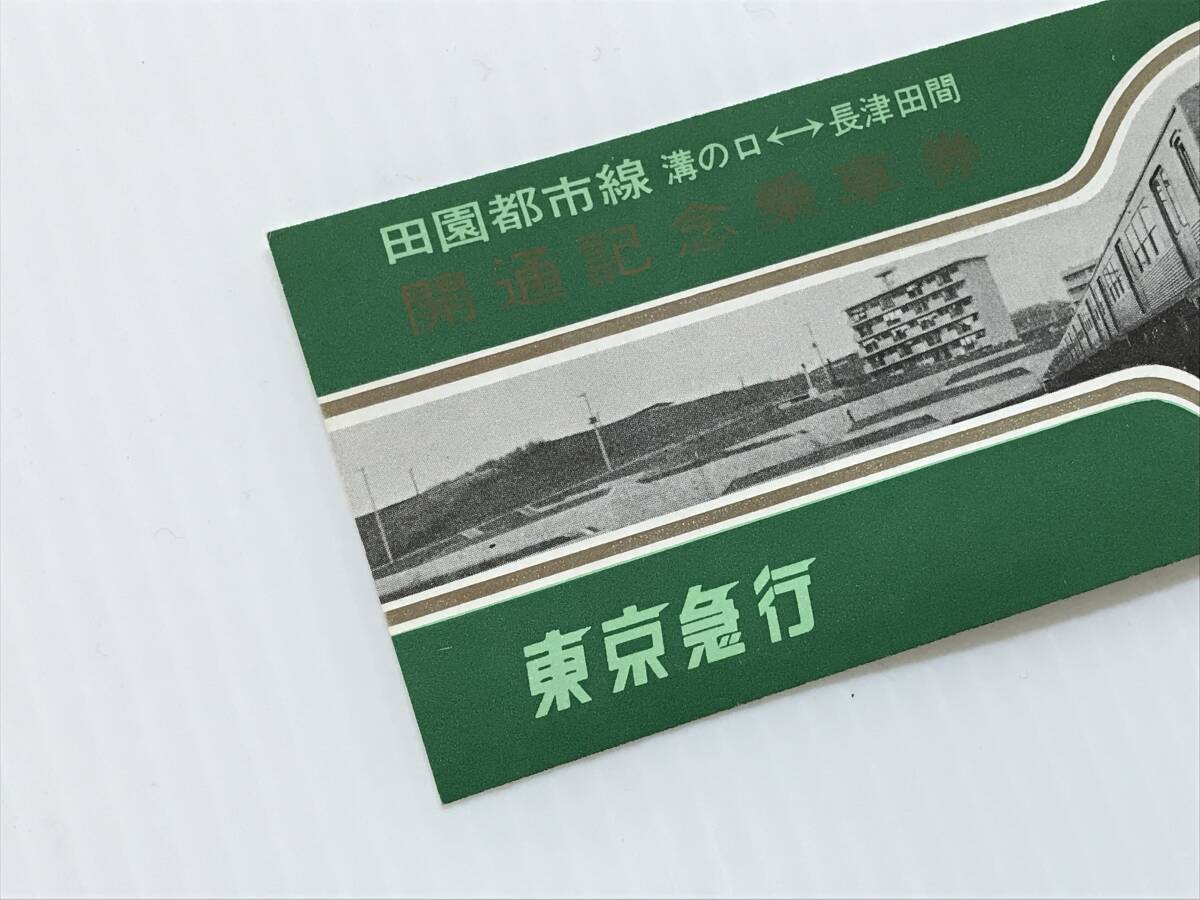 田園都市線 溝の口↔長津田間
開通記念乗車券
東京急行